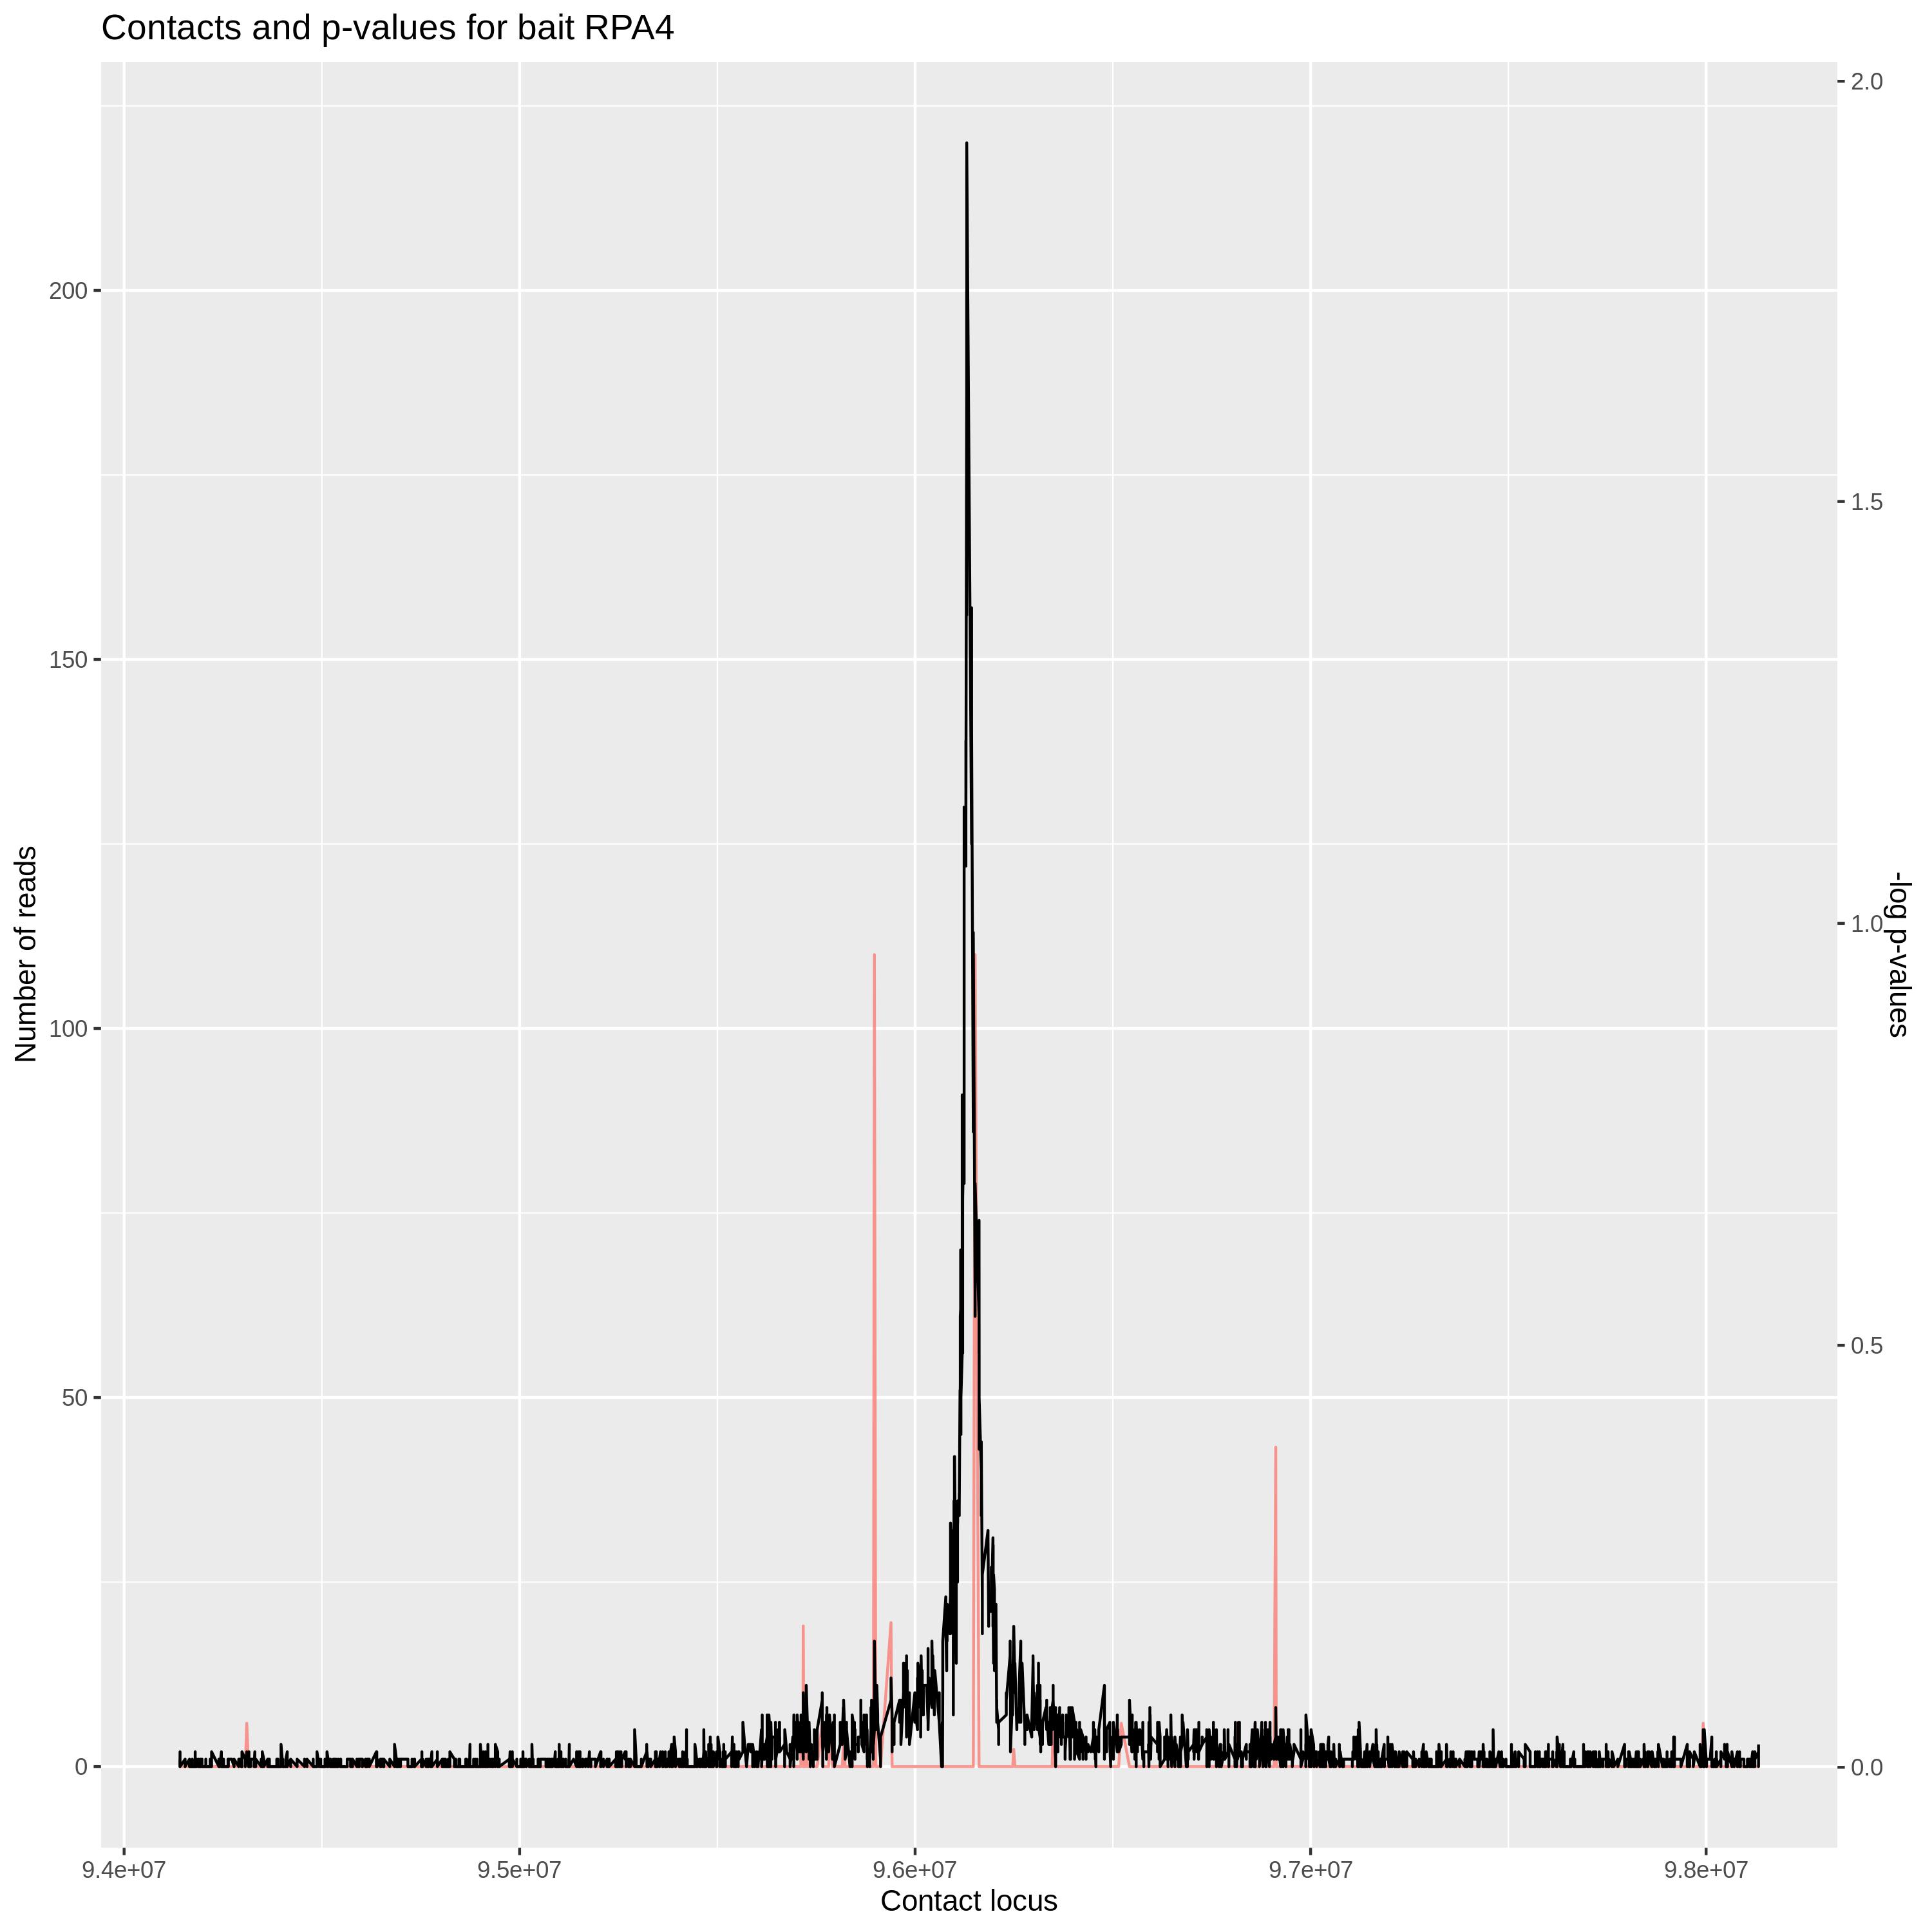 Contacts and p-values for bait RPA4
Number of reads
200
150
100
50
0
2.0
1.5
1.0
0.5
0.0
-log p-values
9.4e+07 9.5e+07 9.6e+07 9.7e+07 9.8e+07
Contact locus